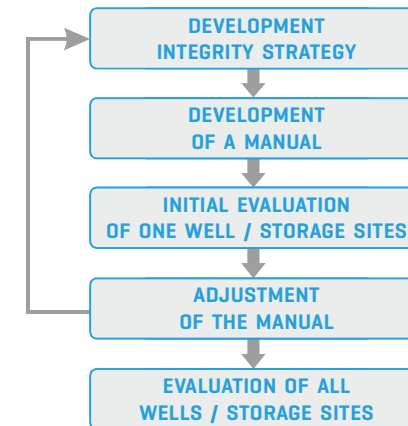 DEVELOPMENT
INTEGRITY STRATEGY
DEVELOPMENT
OF A MANUAL
INITIAL EVALUATION
OF ONE WELL / STORAGE SITES
ADJUSTMENT
OF THE MANUAL
EVALUATION OF ALL
WELLS / STORAGE SITES